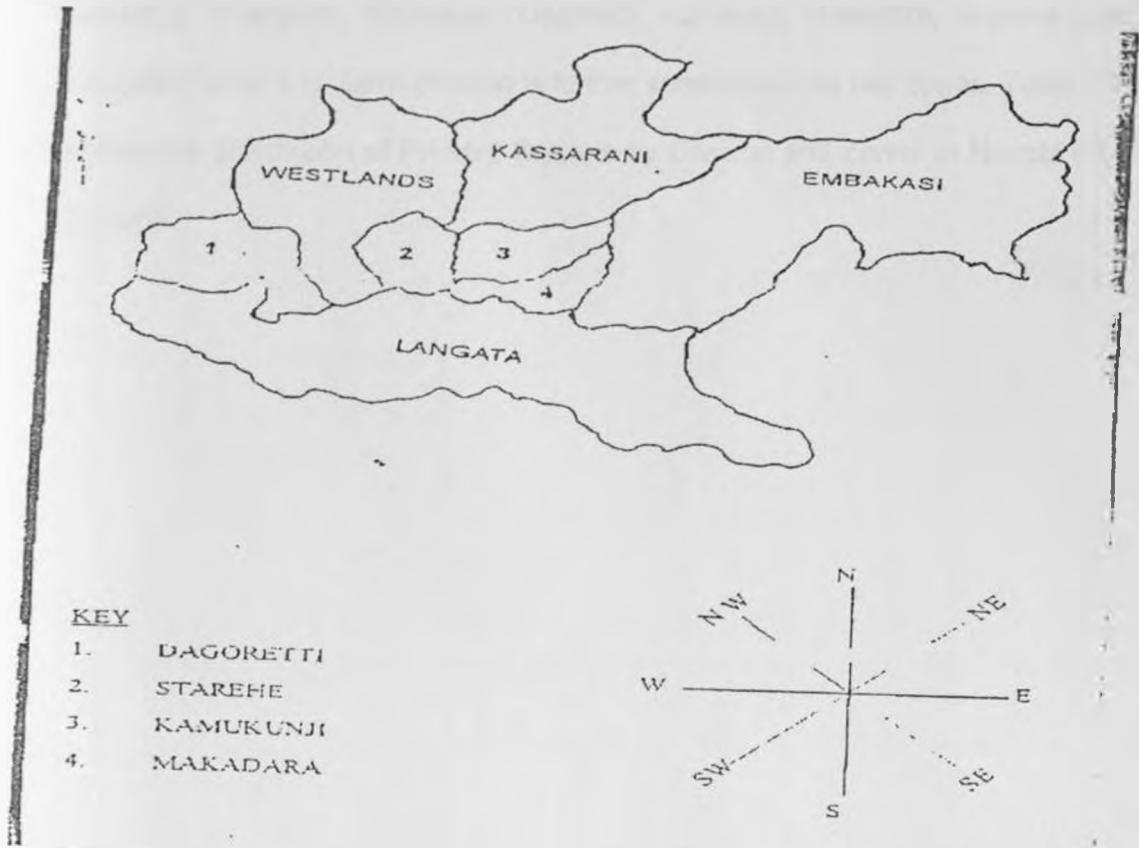 KASSARANI
WESTLANDS
EMBAKASI
1
2
3
4
LANGATA
N
NW
NE
W
E
SW
SE
S
KEY
1. DAGORETTI
2. STAREHE
3. KAMUKUNJI
4. MAKADARA